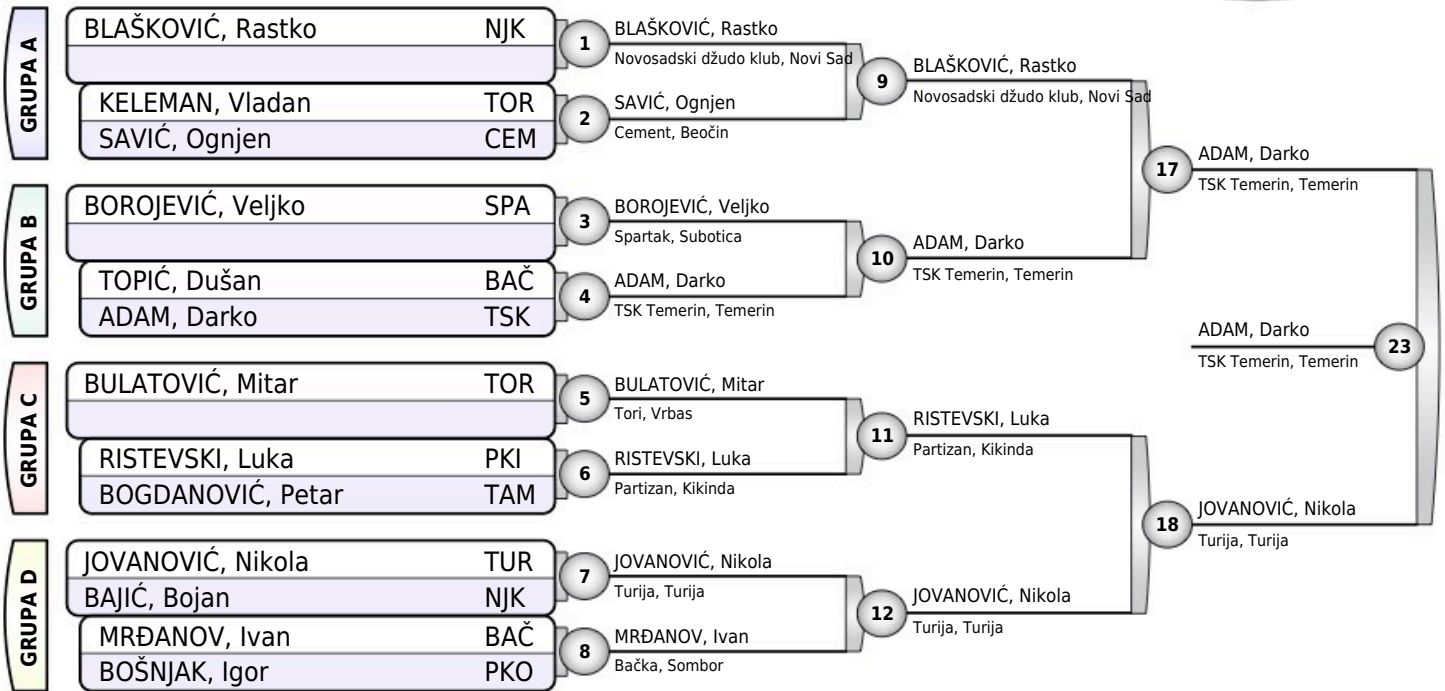 GRUPA A
BLAŠKOVIĆ, Rastko NJK
KELEMAN, Vladan TOR
SAVIĆ, Ognjen CEM
GRUPA B
BOROJEVIĆ, Veljko SPA
TOPIĆ, Dušan BAČ
ADAM, Darko TSK
GRUPA C
BULATOVIĆ, Mitar TOR
RISTEVSKI, Luka PKI
BOGDANOVIĆ, Petar TAM
GRUPA D
JOVANOVIĆ, Nikola TUR
BAJIĆ, Bojan NJK
MRĐANOV, Ivan BAČ
BOŠNJAK, Igor PKO
1
BLAŠKOVIĆ, Rastko
Novosadski džudo klub, Novi Sad
2
SAVIĆ, Ognjen
Cement, Beočin
3
BOROJEVIĆ, Veljko
Spartak, Subotica
4
ADAM, Darko
TSK Temerin, Temerin
5
BULATOVIĆ, Mitar
Tori, Vrbas
6
RISTEVSKI, Luka
Partizan, Kikinda
7
JOVANOVIĆ, Nikola
Turija, Turija
8
MRĐANOV, Ivan
Bačka, Sombor
9
BLAŠKOVIĆ, Rastko
Novosadski džudo klub, Novi Sad
10
ADAM, Darko
TSK Temerin, Temerin
11
RISTEVSKI, Luka
Partizan, Kikinda
12
JOVANOVIĆ, Nikola
Turija, Turija
17
ADAM, Darko
TSK Temerin, Temerin
18
JOVANOVIĆ, Nikola
Turija, Turija
ADAM, Darko
TSK Temerin, Temerin
23